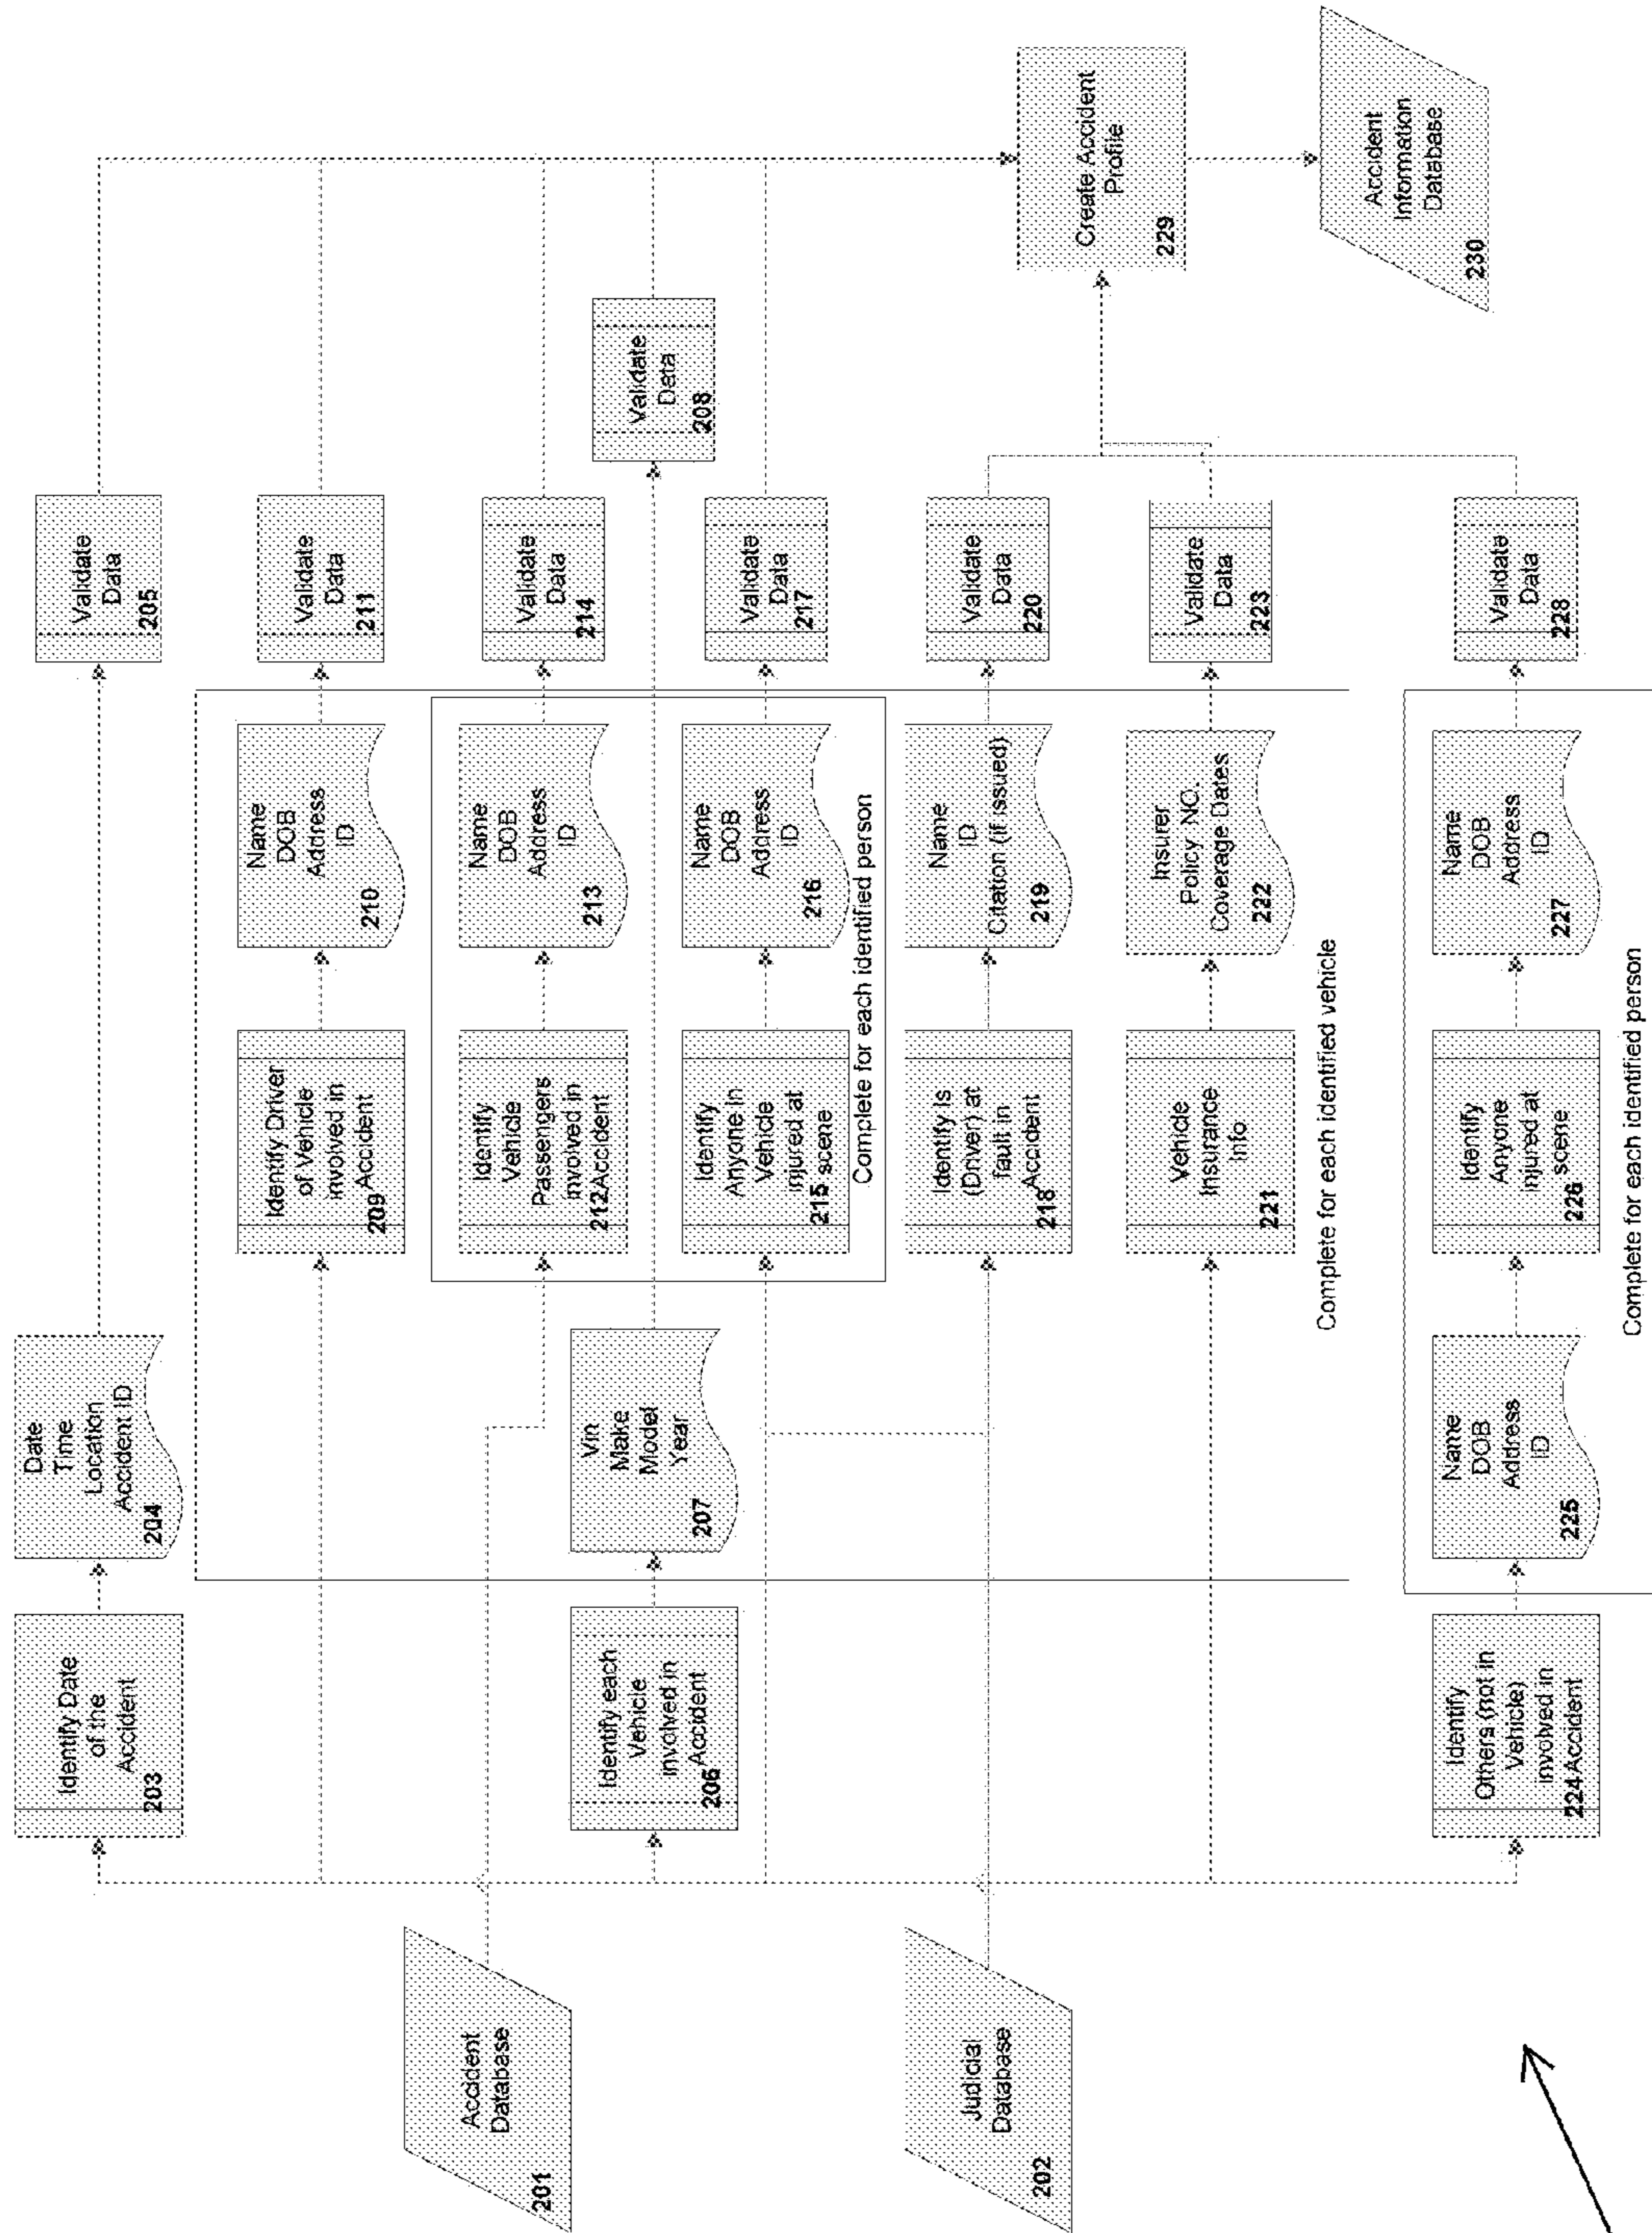 Accident
Database
201
Judicial
Database
202
Identify Date
of the
Accident
203
Date
Time
Location
Accident ID
204
Validate
Data
205
Identify each
Vehicle
involved in
Accident
206
Vin
Make
Model
Year
207
Validate
Data
208
Identify Driver
of Vehicle
involved in
209 Accident
Name
DOB
Address
ID
210
Validate
Data
211
Identify
Vehicle
Passengers
involved in
212 Accident
Name
DOB
Address
ID
213
Validate
Data
214
Identify
Anyone in
Vehicle
injured at
215 scene
Name
DOB
Address
ID
216
Validate
Data
217
Complete for each identified person
Identify is
(Driver) at
fault in
Accident
218
Name
ID
Citation (if issued)
219
Validate
Data
220
Vehicle
Insurance
Info
221
Insurer
Policy NO.
Coverage Dates
222
Validate
Data
223
Complete for each identified vehicle
Identify
Others (not in
Vehicle)
involved in
224 Accident
Name
DOB
Address
ID
225
Identify
Anyone
injured at
scene
226
Name
DOB
Address
ID
227
Validate
Data
228
Complete for each identified person
Create Accident
Profile
229
Accident
Information
Database
230